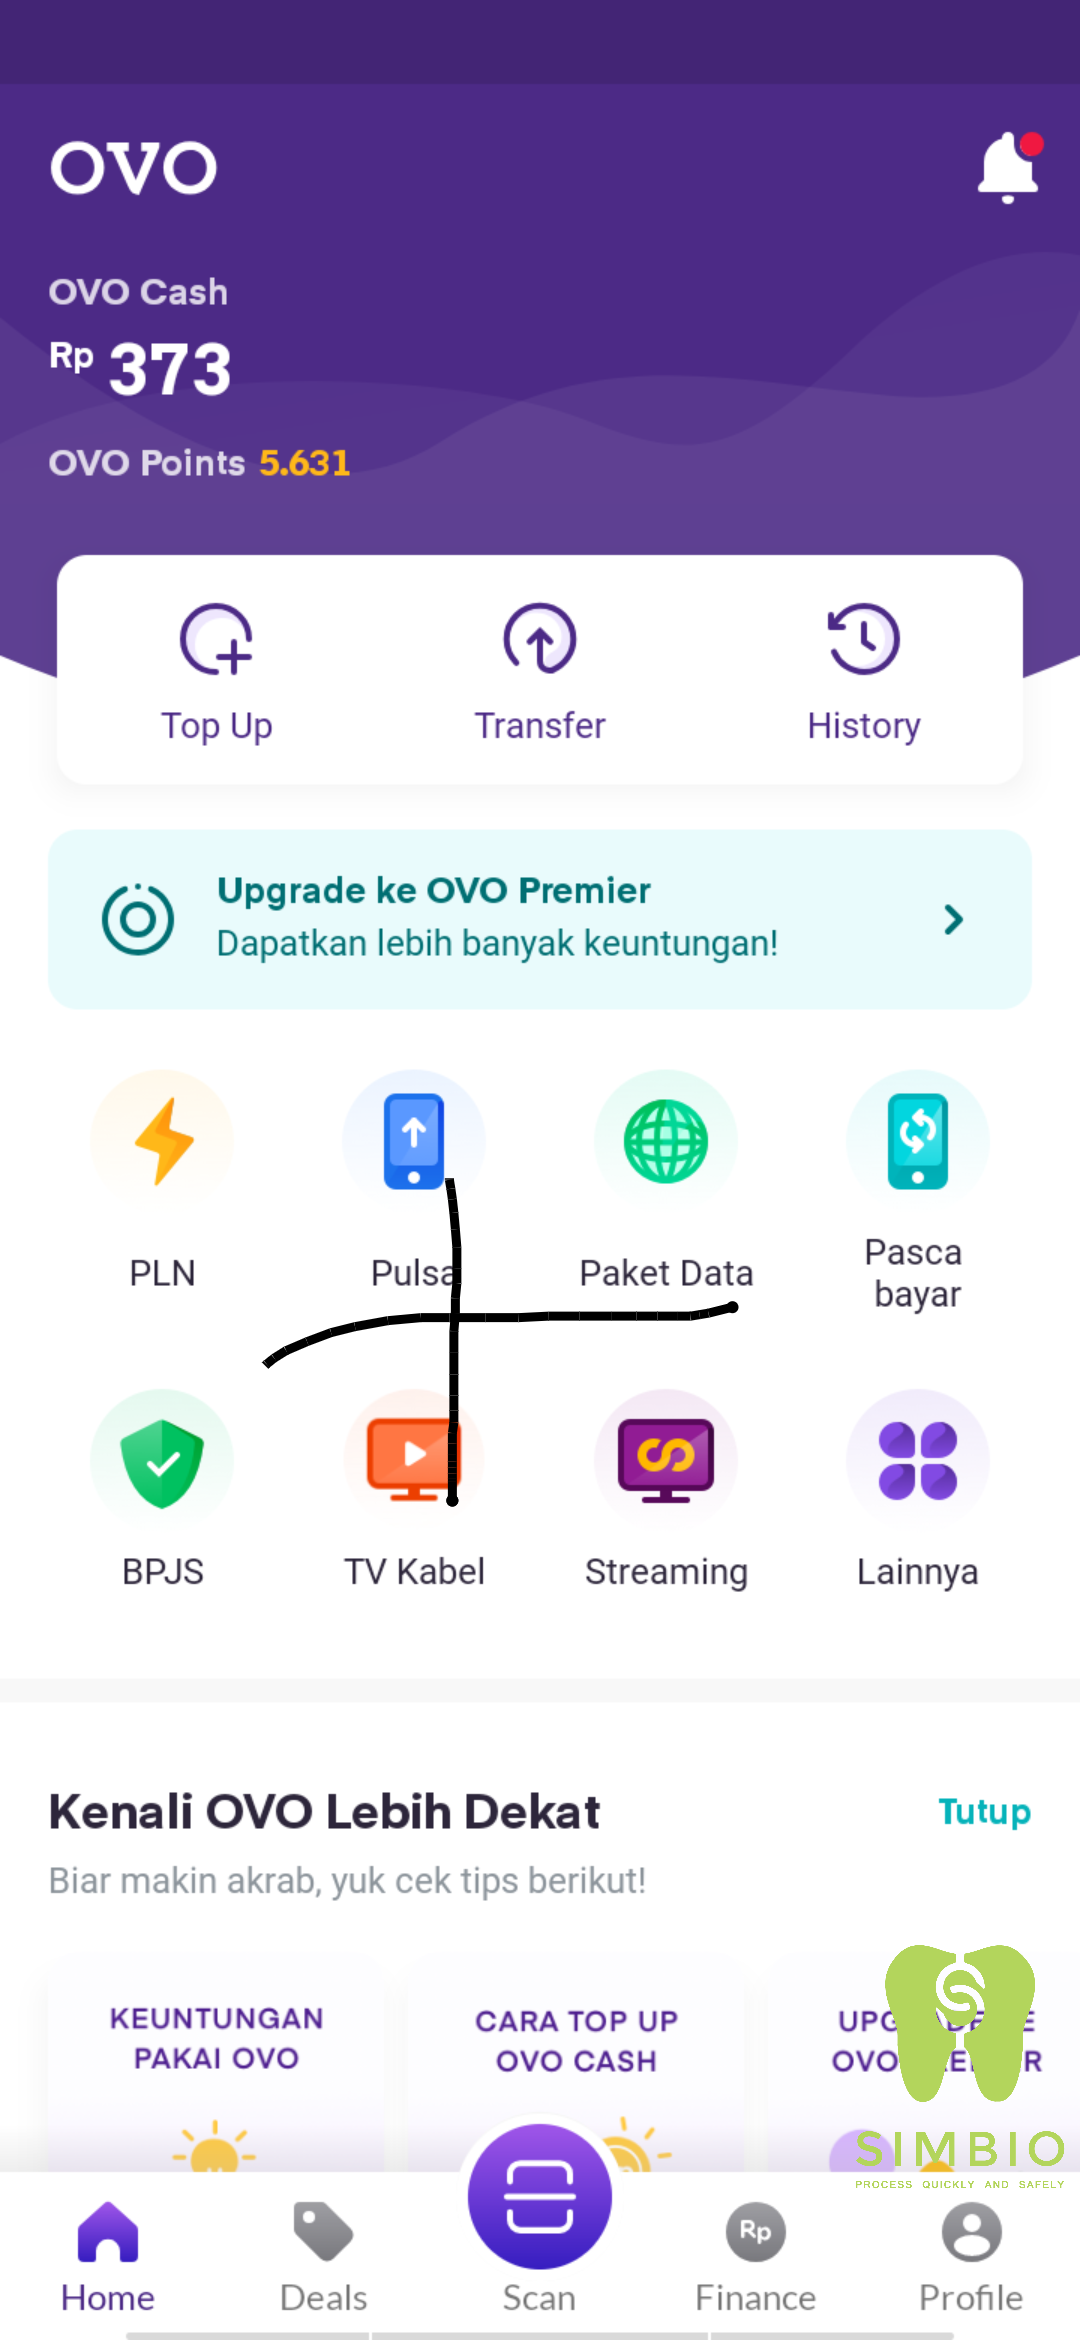 OVO
OVO Cash
Rp 373
OVO Points 5.631
Top Up
Transfer
History
Upgrade ke OVO Premier
Dapatkan lebih banyak keuntungan!
PLN
Pulsa
Paket Data
Pasca
bayar
BPJS
TV Kabel
Streaming
Lainnya
Kenali OVO Lebih Dekat
Tutup
Biar makin akrab, yuk cek tips berikut!
KEUNTUNGAN
PAKAI OVO
CARA TOP UP
OVO CASH
OVO
SIMBIO
PROCESS QUICKLY AND SAFELY
Rp
Home
Deals
Scan
Finance
Profile